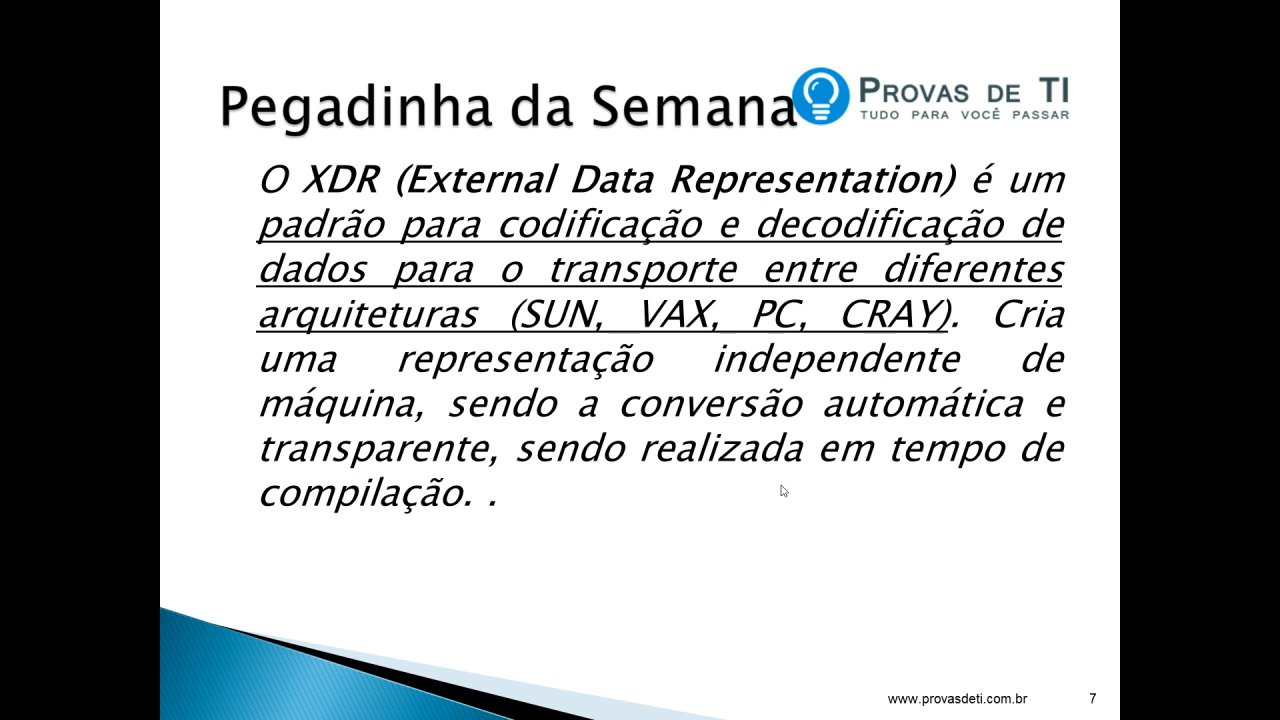 Pegadinha da Semana
PROVAS DE TI
TUDO PARA VOCÊ PASSAR
O XDR (External Data Representation) é um
padrão para codificação e decodificação de
dados para o transporte entre diferentes
arquiteturas (SUN, VAX, PC, CRAY). Cria
uma representação independente de
máquina, sendo a conversão automática e
transparente, sendo realizada em tempo de
compilação. .
www.provasdeti.com.br 7